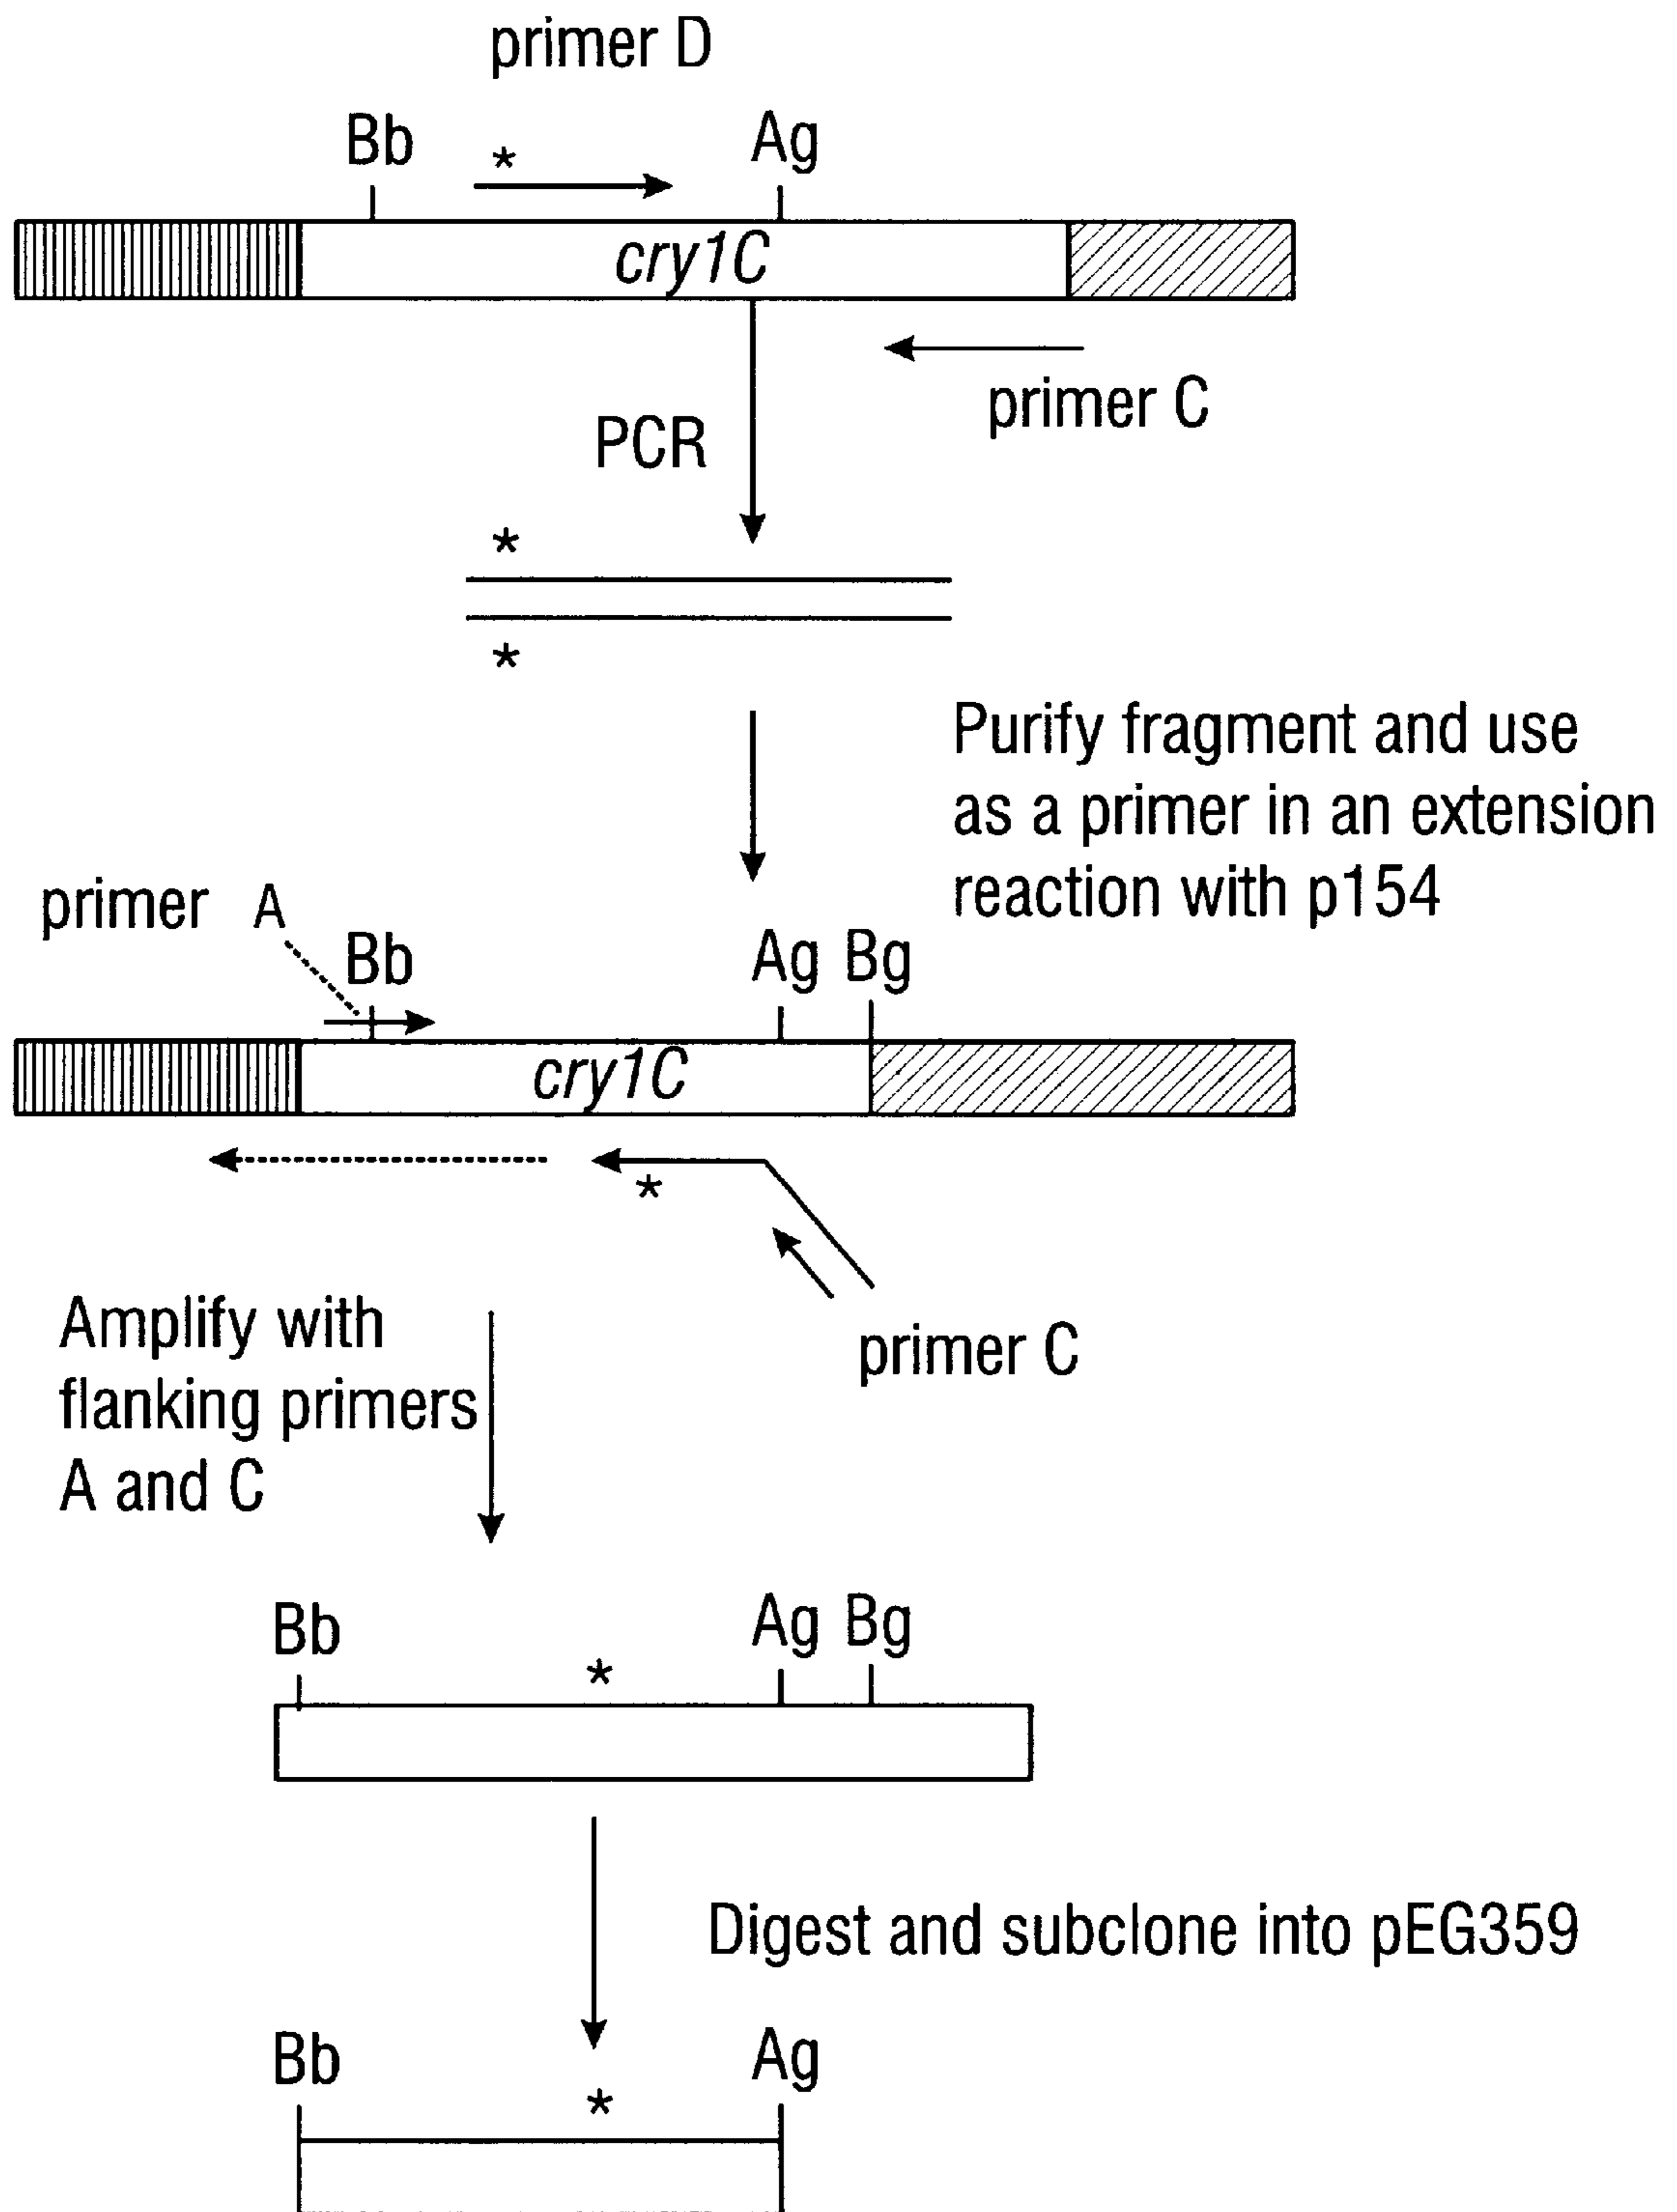 primer D
Bb
*
Ag
cry1C
primer C
PCR
*
*
Purify fragment and use
as a primer in an extension
reaction with p154
primer A
Bb
Ag Bg
cry1C
*
primer C
Amplify with
flanking primers
A and C
Bb
*
Ag Bg
Digest and subclone into pEG359
Bb
*
Ag